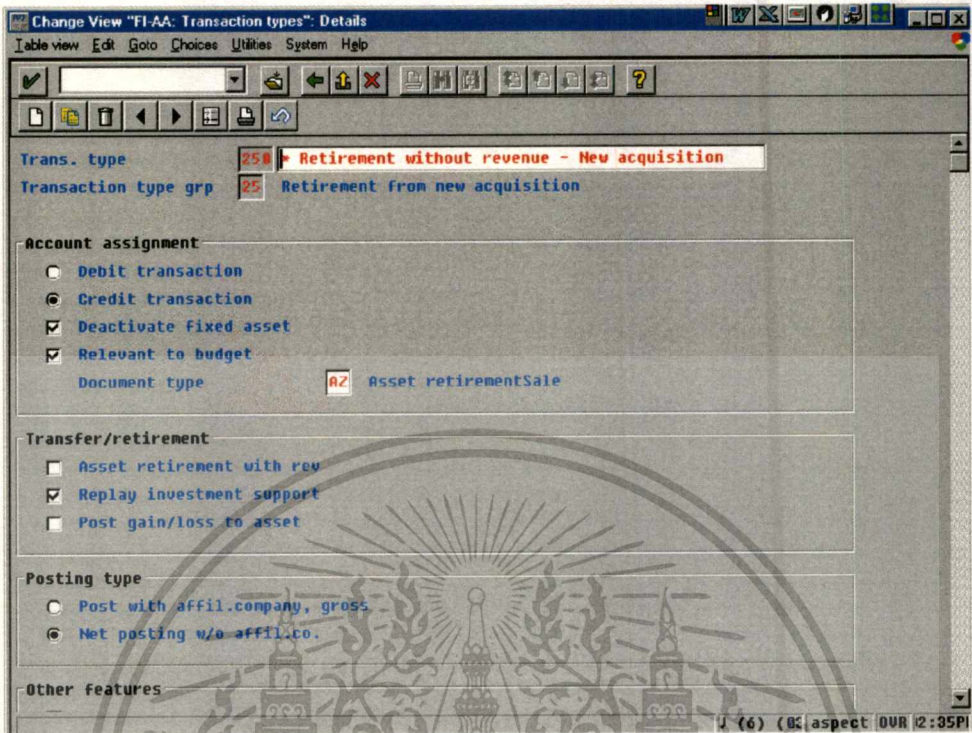 Change View "FI-AA: Transaction types": Details
Table view Edit Goto Choices Utilities System Help
Trans. type 250 * Retirement without revenue - New acquisition
Transaction type grp 25 Retirement from new acquisition
Account assignment
Debit transaction
Credit transaction
Deactivate fixed asset
Relevant to budget
Document type AZ Asset retirementSale
Transfer/retirement
Asset retirement with rev
Replay investment support
Post gain/loss to asset
Posting type
Post with affil.company, gross
Net posting w/o affil.co.
Other features
(6) aspect OVR 2:35P